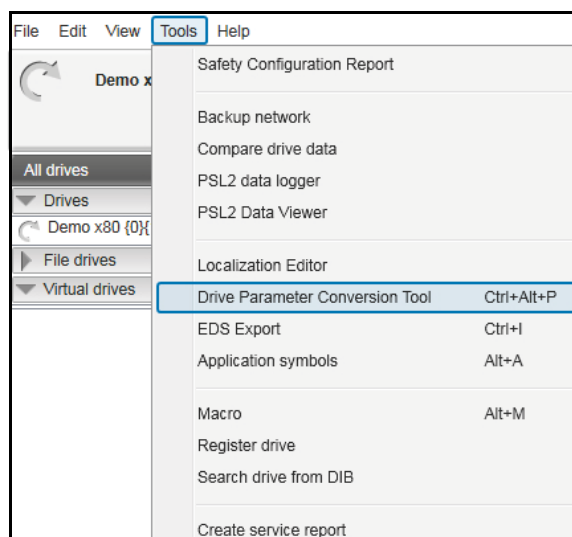 File Edit View Tools Help
Demo x
All drives
Drives
Demo x80 {0}{
File drives
Virtual drives
Safety Configuration Report
Backup network
Compare drive data
PSL2 data logger
PSL2 Data Viewer
Localization Editor
Drive Parameter Conversion Tool Ctrl+Alt+P
EDS Export Ctrl+I
Application symbols Alt+A
Macro Alt+M
Register drive
Search drive from DIB
Create service report